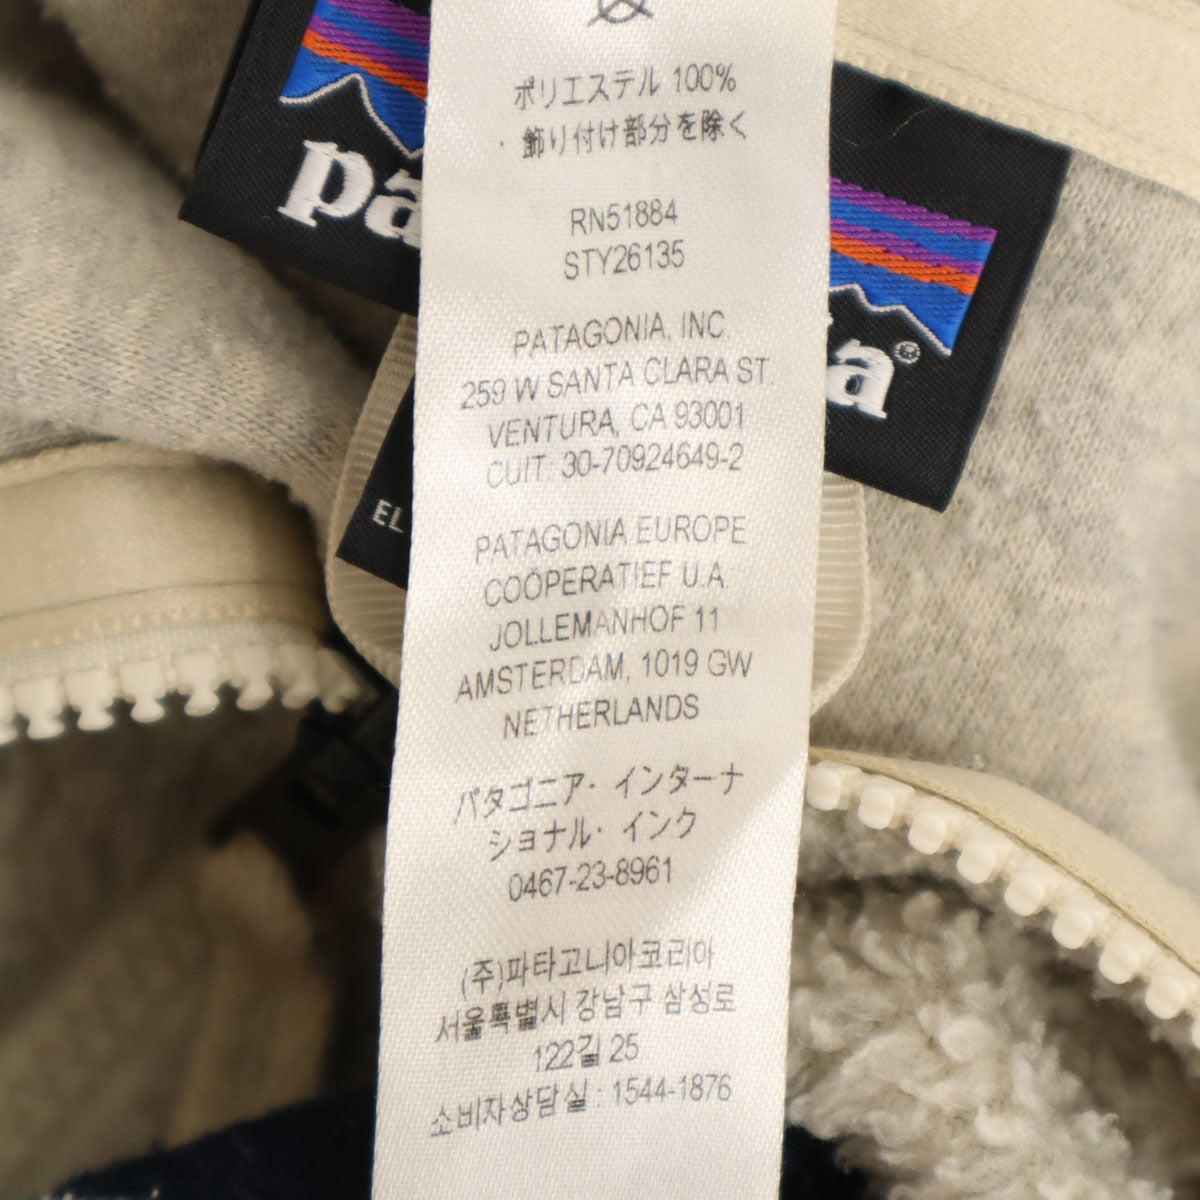 ポリエステル 100%
・飾り付け部分を除く
RN51884
STY26135
PATAGONIA, INC.
259 W SANTA CLARA ST.
VENTURA, CA 93001
CUIT: 30-70924649-2
PATAGONIA EUROPE
COÖPERATIEF U.A.
JOLLEMANHOF 11
AMSTERDAM, 1019 GW
NETHERLANDS
パタゴニア・インターナ
ショナル・インク
0467-23-8961
(주)파타고니아코리아
서울특별시 강남구 삼성로
122길 25
소비자상담실 : 1544-1876
pa
ia®
EL